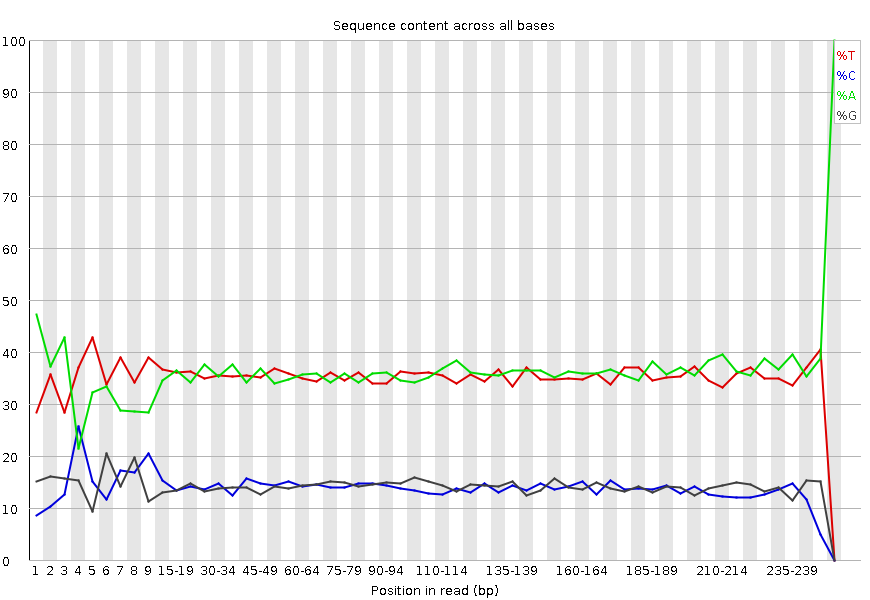 Sequence content across all bases
100
90
80
70
60
50
40
30
20
10
0
%T
%C
%A
%G
1 2 3 4 5 6 7 8 9 15-19 30-34 45-49 60-64 75-79 90-94 110-114 135-139 160-164 185-189 210-214 235-239
Position in read (bp)